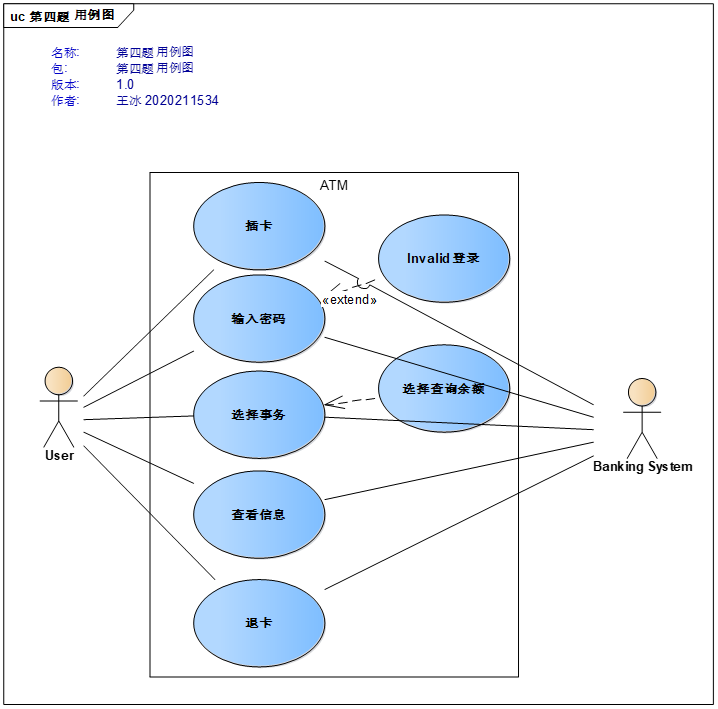 uc 第四题 用例图
名称: 第四题 用例图
包: 第四题 用例图
版本: 1.0
作者: 王冰 2020211534
ATM
插卡
Invalid 登录
«extend»
输入密码
选择查询余额
选择事务
User
Banking System
查看信息
退卡